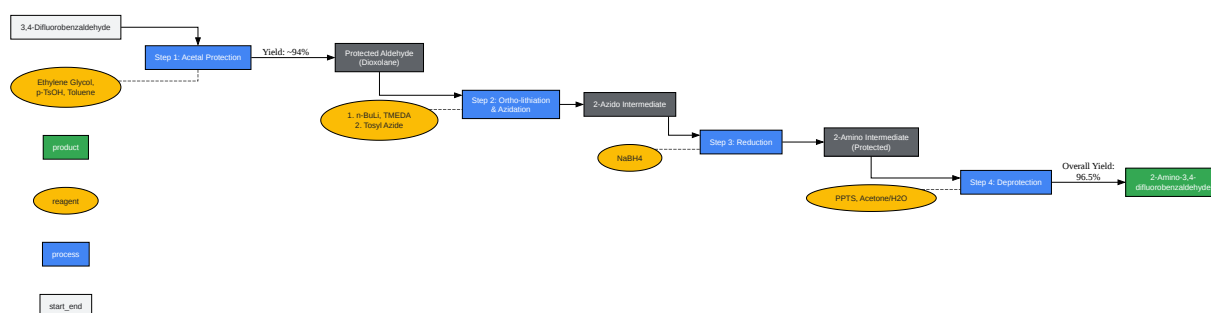 3,4-Difluorobenzaldehyde
Step 1: Acetal Protection
Yield: ~94%
Protected Aldehyde
(Dioxolane)
Ethylene Glycol,
p-TsOH, Toluene
1. n-BuLi, TMEDA
2. Tosyl Azide
Step 2: Ortho-lithiation
& Azidation
2-Azido Intermediate
NaBH4
Step 3: Reduction
2-Amino Intermediate
(Protected)
PPTS, Acetone/H2O
Step 4: Deprotection
Overall Yield:
96.5%
2-Amino-3,4-
difluorobenzaldehyde
product
reagent
process
start_end